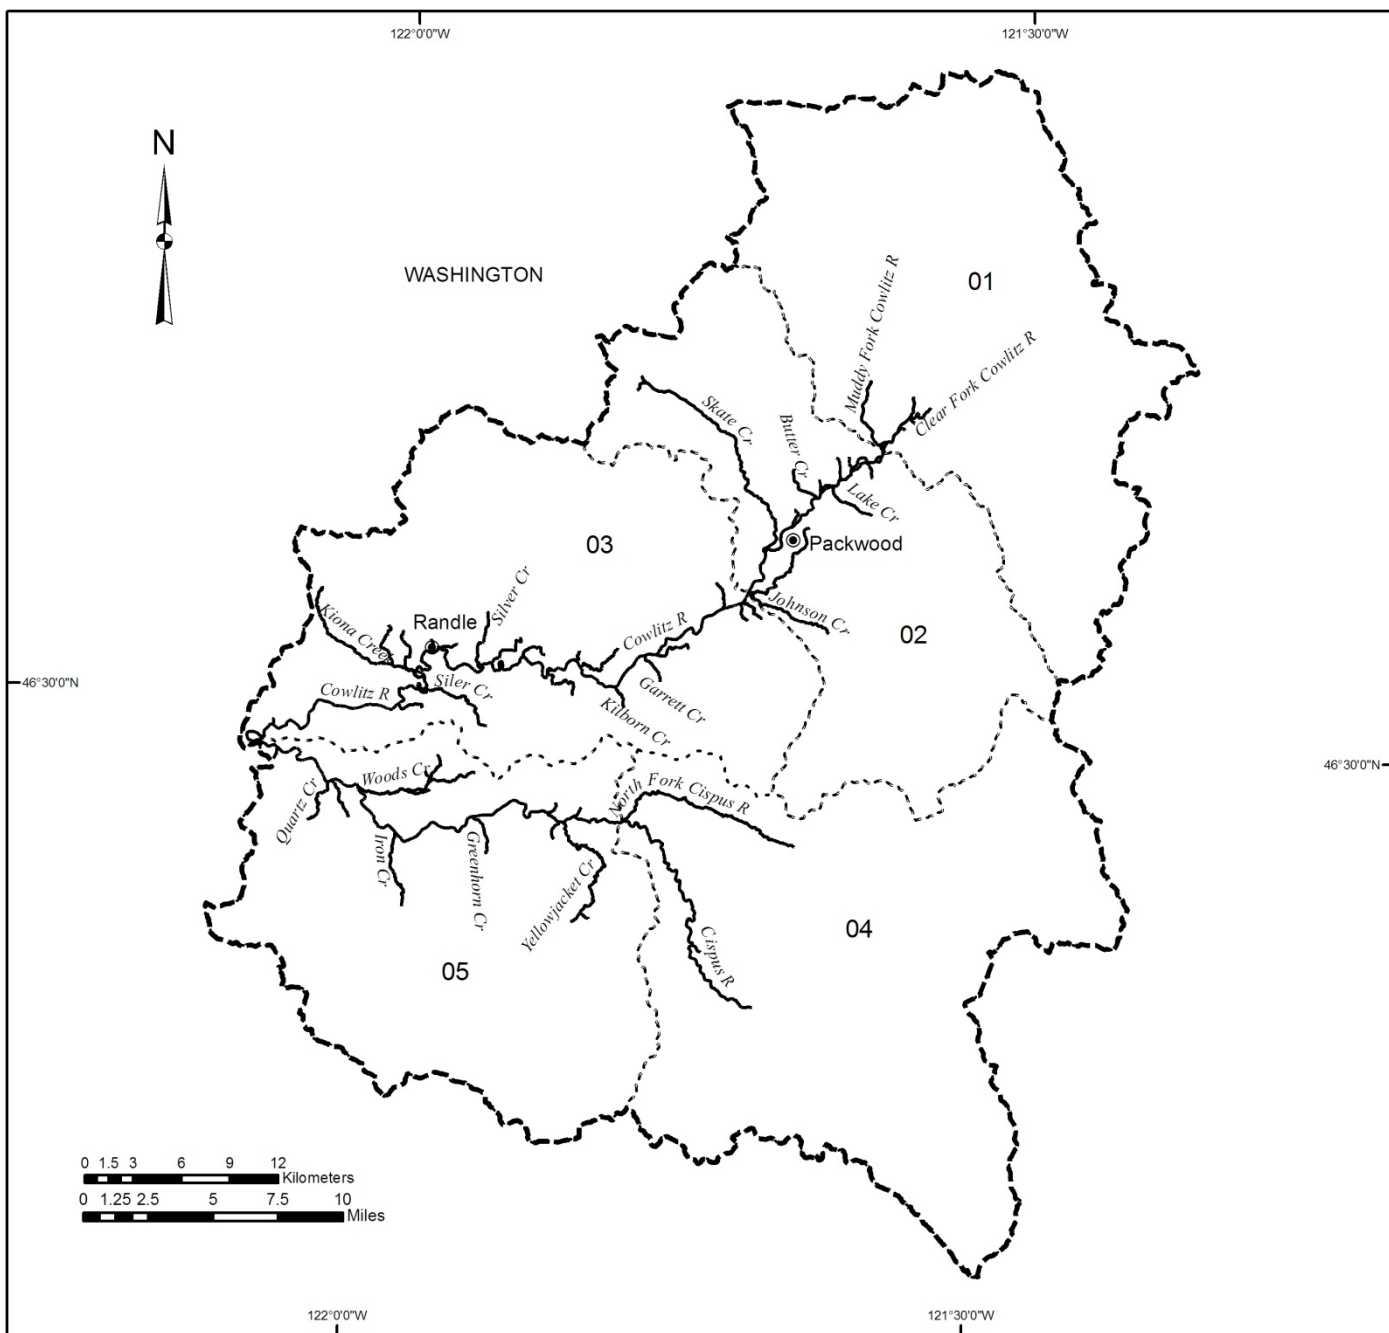 122°0'0"W
121°30'0"W
N
WASHINGTON
01
Muddy Fork Cowlitz R
Clear Fork Cowlitz R
Skate Cr
Butter Cr
Lake Cr
03
Packwood
Silver Cr
Johnson Cr
Kiona Creek
Randle
Cowlitz R
02
46°30'0"N
Cowlitz R
Siler Cr
Garrett Cr
Kilborn Cr
46°30'0"N
Woods Cr
Quartz Cr
North Fork Cispus R
Iron Cr
Greenhorn Cr
Yellowjacket Cr
04
Cispus R
05
0 1.5 3 6 9 12
Kilometers
0 1.25 2.5 5 7.5 10
Miles
122°0'0"W
121°30'0"W